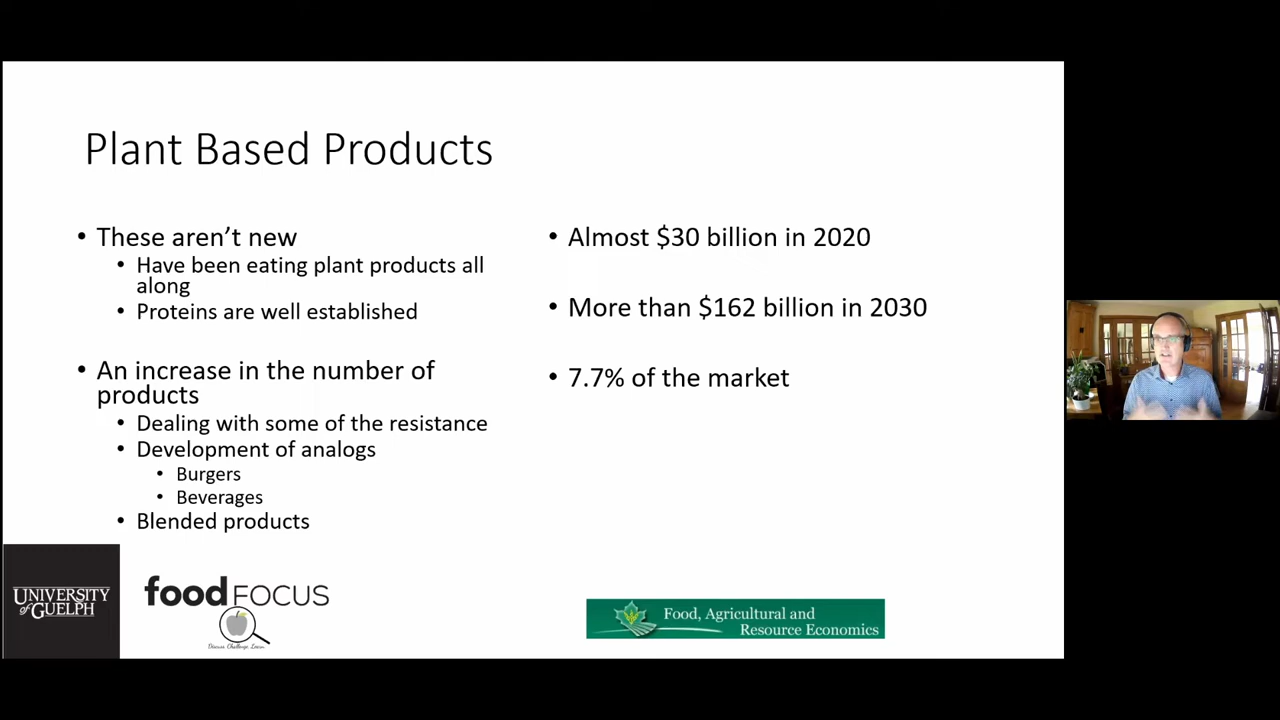 Plant Based Products
• These aren't new
• Have been eating plant products all
along
• Proteins are well established
• An increase in the number of
products
• Dealing with some of the resistance
• Development of analogs
• Burgers
• Beverages
• Blended products
• Almost $30 billion in 2020
• More than $162 billion in 2030
• 7.7% of the market
UNIVERSITY
of GUELPH
foodFOCUS
Discuss. Challenge. Learn.
Food, Agricultural and
Resource Economics